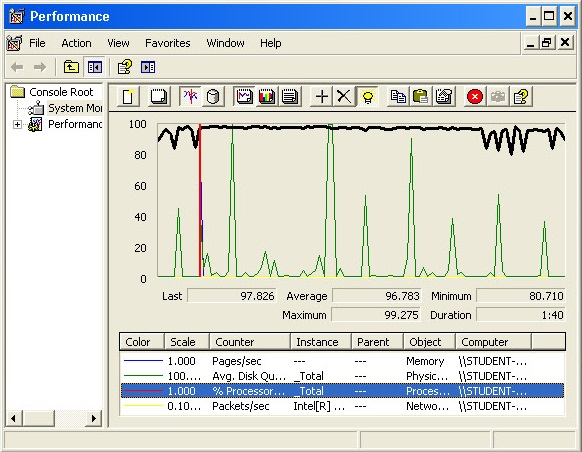 Performance
File Action View Favorites Window Help
Console Root
System Mor
Performanc
100
80
60
40
20
0
Last 97.826 Average 96.783 Minimum 80.710
Maximum 99.275 Duration 1:40
Color Scale Counter Instance Parent Object Computer
1.000 Pages/sec --- --- Memory \\STUDENT-...
100.... Avg. Disk Qu... _Total --- Physic... \\STUDENT-...
1.000 % Processor... _Total --- Proces... \\STUDENT-...
0.10... Packets/sec Intel[R] ... --- Netwo... \\STUDENT-...